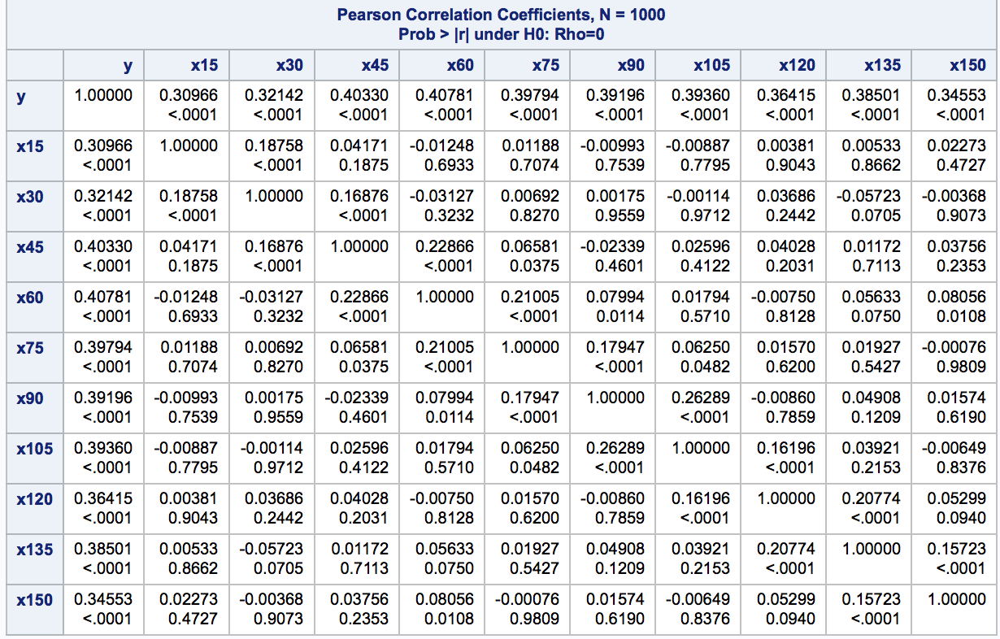 Pearson Correlation Coefficients, N = 1000
Prob > |r| under H0: Rho=0
y x15 x30 x45 x60 x75 x90 x105 x120 x135 x150
y 1.00000 0.30966 0.32142 0.40330 0.40781 0.39794 0.39196 0.39360 0.36415 0.38501 0.34553
<.0001 <.0001 <.0001 <.0001 <.0001 <.0001 <.0001 <.0001 <.0001 <.0001
x15 0.30966 1.00000 0.18758 0.04171 -0.01248 0.01188 -0.00993 -0.00887 0.00381 0.00533 0.02273
<.0001 <.0001 0.1875 0.6933 0.7074 0.7539 0.7795 0.9043 0.8662 0.4727
x30 0.32142 0.18758 1.00000 0.16876 -0.03127 0.00692 0.00175 -0.00114 0.03686 -0.05723 -0.00368
<.0001 <.0001 <.0001 0.3232 0.8270 0.9559 0.9712 0.2442 0.0705 0.9073
x45 0.40330 0.04171 0.16876 1.00000 0.22866 0.06581 -0.02339 0.02596 0.04028 0.01172 0.03756
<.0001 0.1875 <.0001 <.0001 0.0375 0.4601 0.4122 0.2031 0.7113 0.2353
x60 0.40781 -0.01248 -0.03127 0.22866 1.00000 0.21005 0.07994 0.01794 -0.00750 0.05633 0.08056
<.0001 0.6933 0.3232 <.0001 <.0001 0.0114 0.5710 0.8128 0.0750 0.0108
x75 0.39794 0.01188 0.00692 0.06581 0.21005 1.00000 0.17947 0.06250 0.01570 0.01927 -0.00076
<.0001 0.7074 0.8270 0.0375 <.0001 <.0001 0.0482 0.6200 0.5427 0.9809
x90 0.39196 -0.00993 0.00175 -0.02339 0.07994 0.17947 1.00000 0.26289 -0.00860 0.04908 0.01574
<.0001 0.7539 0.9559 0.4601 0.0114 <.0001 <.0001 0.7859 0.1209 0.6190
x105 0.39360 -0.00887 -0.00114 0.02596 0.01794 0.06250 0.26289 1.00000 0.16196 0.03921 -0.00649
<.0001 0.7795 0.9712 0.4122 0.5710 0.0482 <.0001 <.0001 0.2153 0.8376
x120 0.36415 0.00381 0.03686 0.04028 -0.00750 0.01570 -0.00860 0.16196 1.00000 0.20774 0.05299
<.0001 0.9043 0.2442 0.2031 0.8128 0.6200 0.7859 <.0001 <.0001 0.0940
x135 0.38501 0.00533 -0.05723 0.01172 0.05633 0.01927 0.04908 0.03921 0.20774 1.00000 0.15723
<.0001 0.8662 0.0705 0.7113 0.0750 0.5427 0.1209 0.2153 <.0001 <.0001
x150 0.34553 0.02273 -0.00368 0.03756 0.08056 -0.00076 0.01574 -0.00649 0.05299 0.15723 1.00000
<.0001 0.4727 0.9073 0.2353 0.0108 0.9809 0.6190 0.8376 0.0940 <.0001